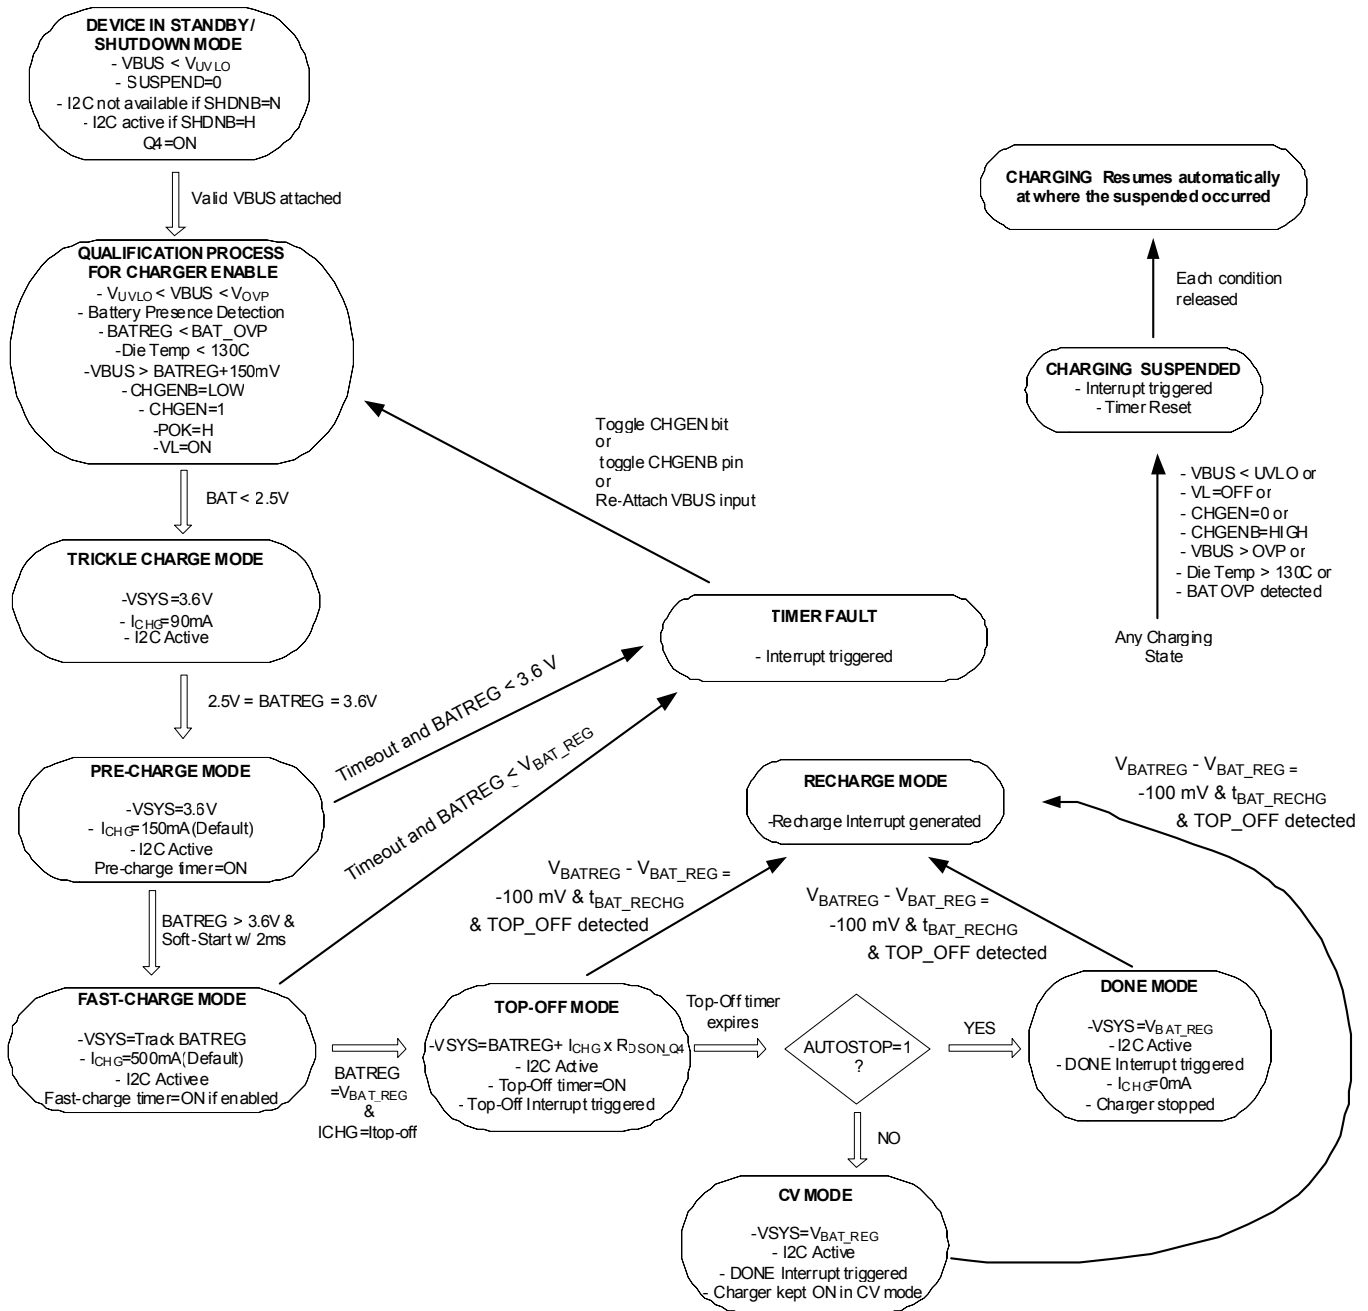 DEVICE IN STANDBY/
SHUTDOWN MODE
- VBUS < VUVLO
- SUSPEND=0
- I2C not available if SHDNB=N
- I2C active if SHDNB=H
Q4=ON
Valid VBUS attached
QUALIFICATION PROCESS
FOR CHARGER ENABLE
- VUVLO < VBUS < VOVP
- Battery Presence Detection
- BATREG < BAT_OVP
-Die Temp < 130C
-VBUS > BATREG+150mV
- CHGENB=LOW
- CHGEN=1
-POK=H
-VL=ON
BAT < 2.5V
TRICKLE CHARGE MODE
-VSYS=3.6V
- ICHG=90mA
- I2C Active
2.5V = BATREG = 3.6V
PRE-CHARGE MODE
-VSYS=3.6V
- ICHG=150mA(Default)
- I2C Active
Pre-charge timer=ON
BATREG > 3.6V &
Soft-Start w/ 2ms
FAST-CHARGE MODE
-VSYS=Track BATREG
- ICHG=500mA(Default)
- I2C Activee
Fast-charge timer=ON if enabled
BATREG
=VBAT_REG
&
ICHG=Itop-off
Timeout and BATREG < 3.6 V
Timeout and BATREG < VBAT_REG
Toggle CHGEN bit
or
toggle CHGENB pin
or
Re-Attach VBUS input
TIMER FAULT
- Interrupt triggered
CHARGING Resumes automatically
at where the suspended occurred
Each condition
released
CHARGING SUSPENDED
- Interrupt triggered
- Timer Reset
- VBUS < UVLO or
- VL=OFF or
- CHGEN=0 or
- CHGENB=HIGH
- VBUS > OVP or
- Die Temp > 130C or
- BAT OVP detected
Any Charging
State
RECHARGE MODE
-Recharge Interrupt generated
VBATREG - VBAT_REG =
-100 mV & tBAT_RECHG
& TOP_OFF detected
VBATREG - VBAT_REG =
-100 mV & tBAT_RECHG
& TOP_OFF detected
VBATREG - VBAT_REG =
-100 mV & tBAT_RECHG
& TOP_OFF detected
TOP-OFF MODE
-VSYS=BATREG+ ICHG x RDSON_Q4
- I2C Active
- Top-Off timer=ON
- Top-Off Interrupt triggered
Top-Off timer
expires
AUTOSTOP=1
?
YES
NO
DONE MODE
-VSYS=VBAT_REG
- I2C Active
- DONE Interrupt triggered
- ICHG=0mA
- Charger stopped
CV MODE
-VSYS=VBAT_REG
- I2C Active
- DONE Interrupt triggered
- Charger kept ON in CV mode